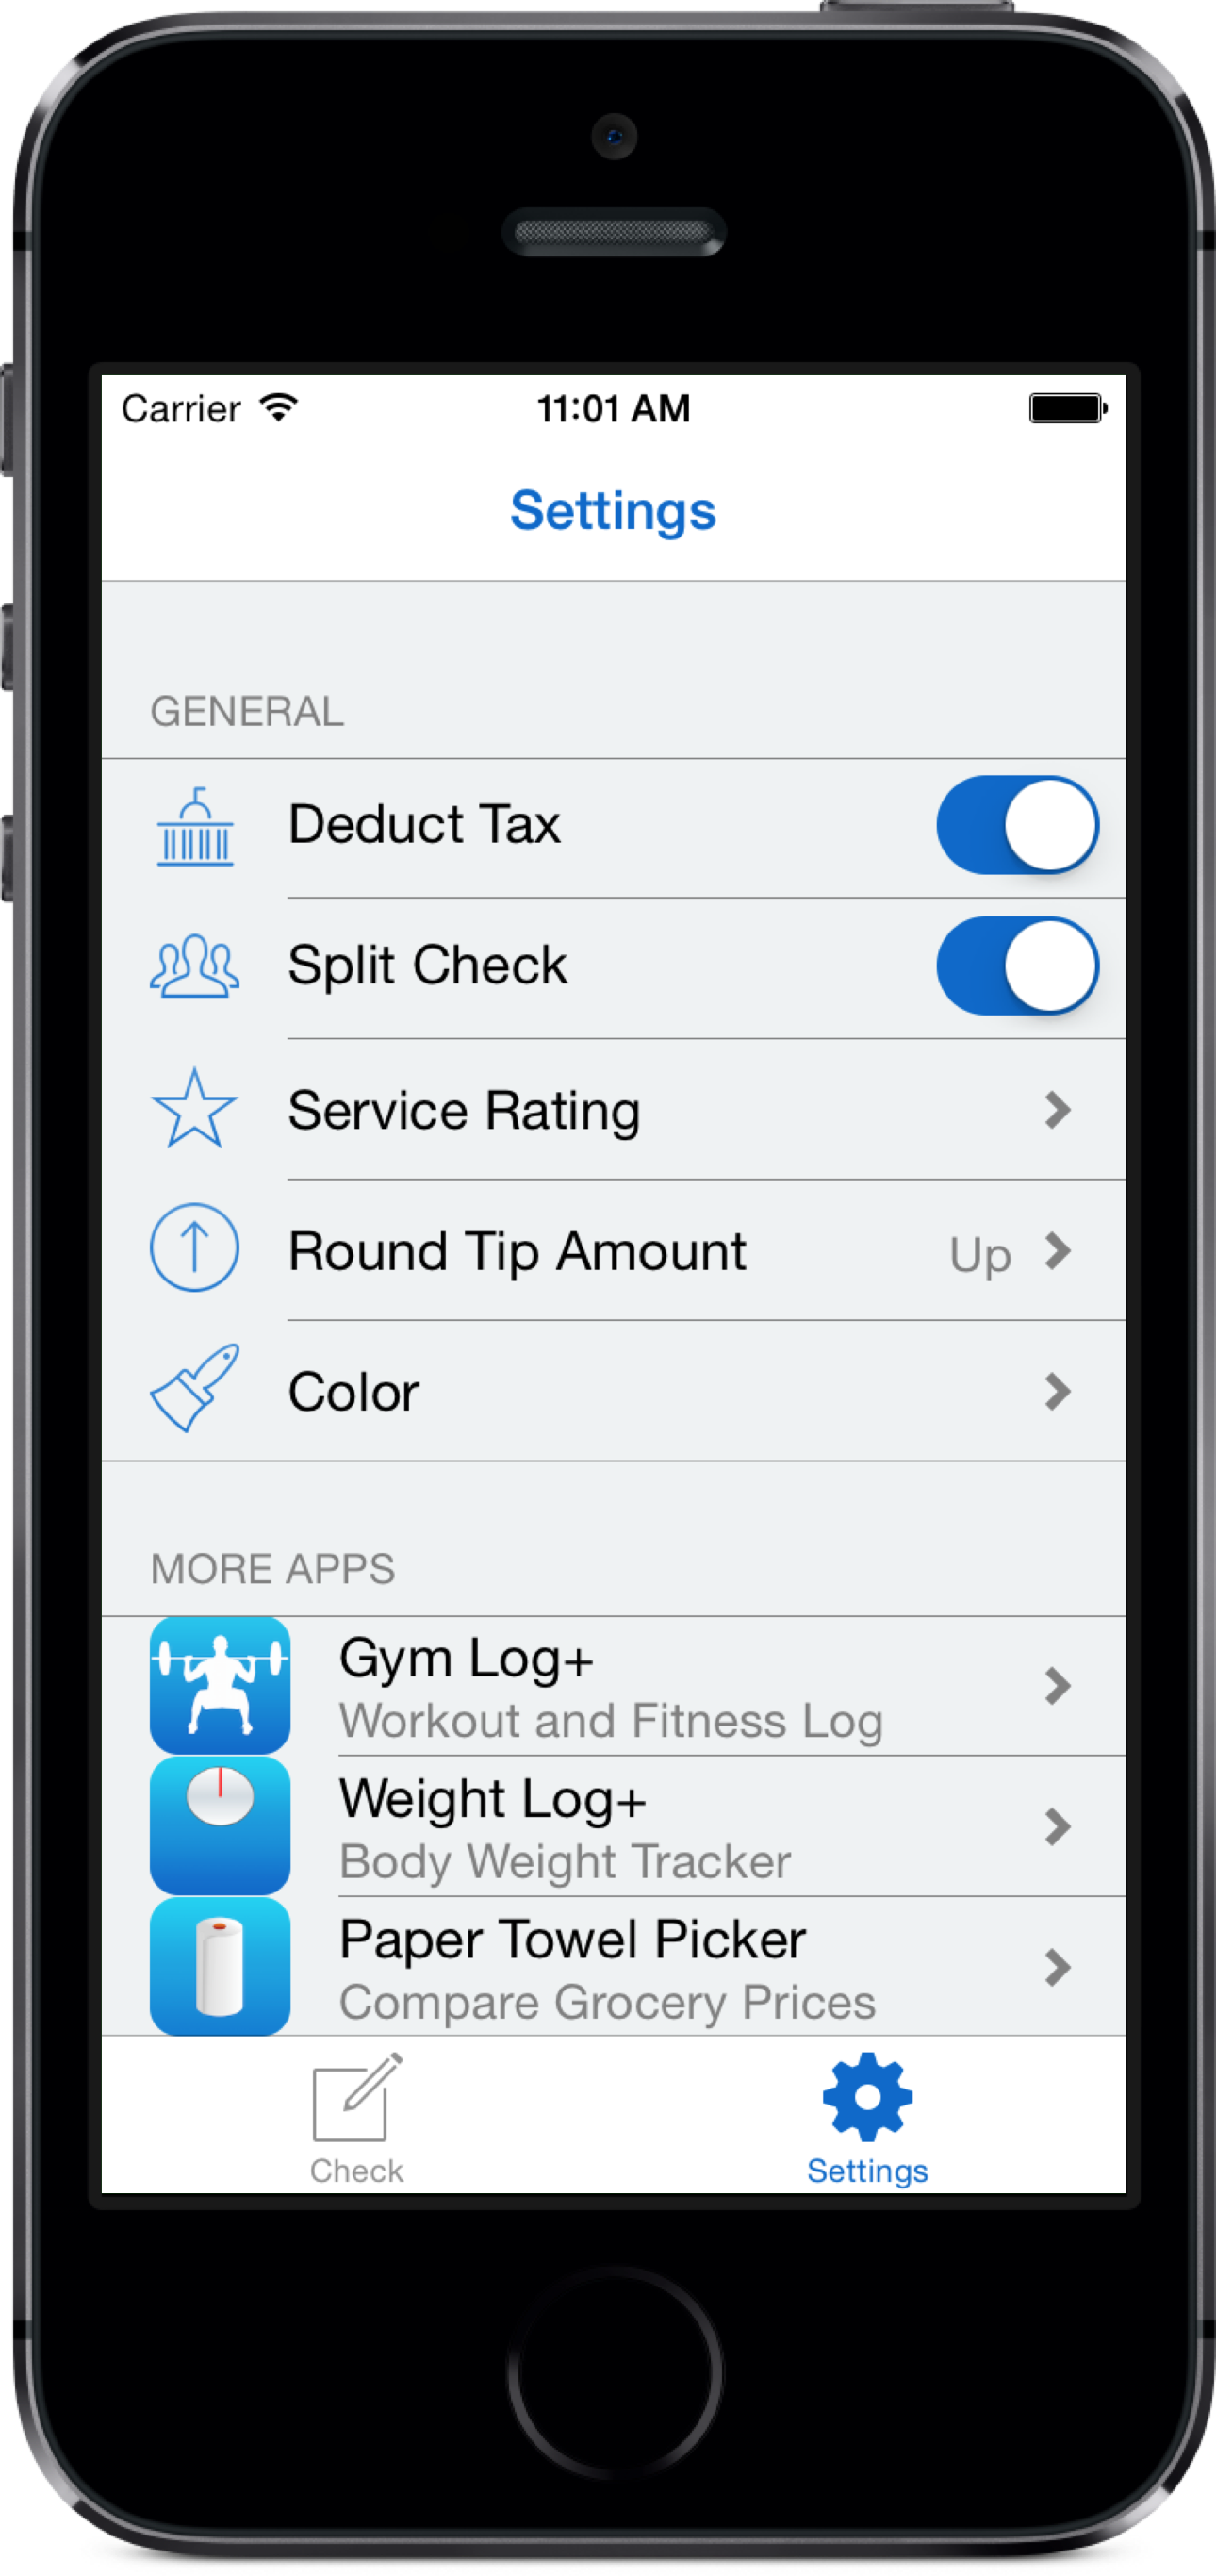 Carrier 11:01 AM
Settings
GENERAL
Deduct Tax
Split Check
Service Rating
Round Tip Amount Up
Color
MORE APPS
Gym Log+
Workout and Fitness Log
Weight Log+
Body Weight Tracker
Paper Towel Picker
Compare Grocery Prices
Check Settings